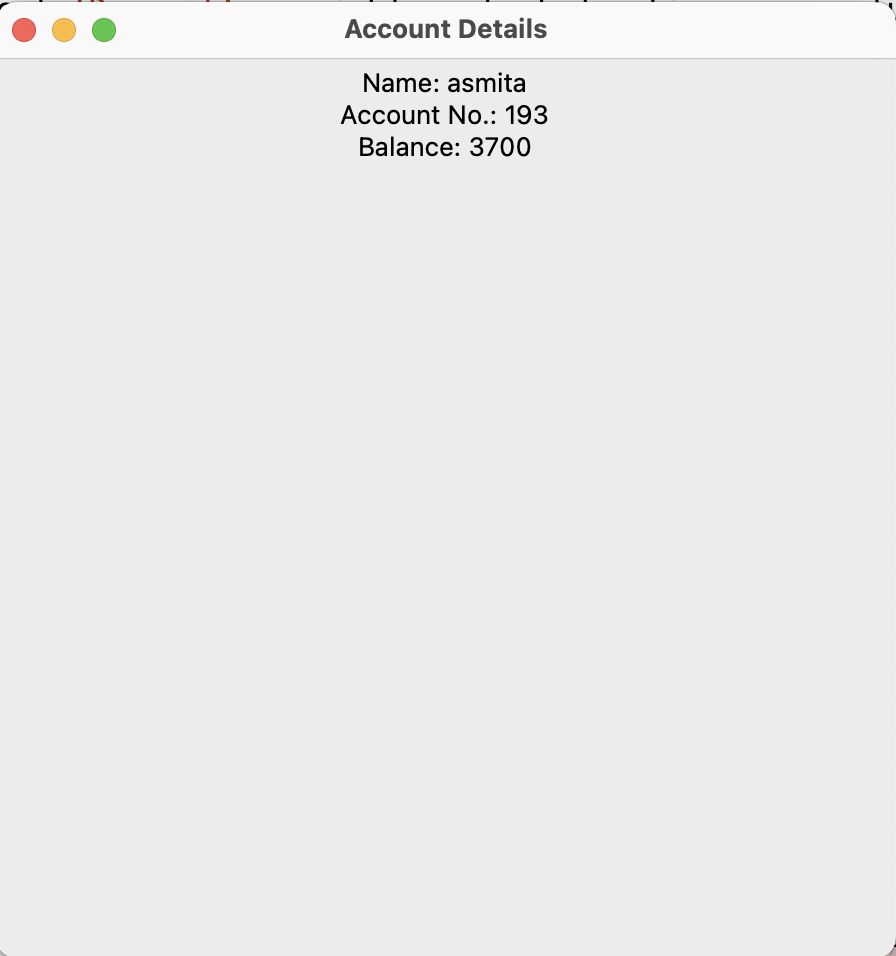 Account Details
Name: asmita
Account No.: 193
Balance: 3700